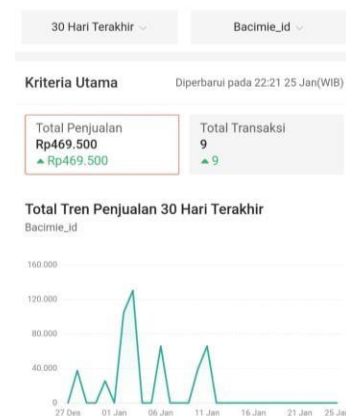 30 Hari Terakhir
Bacimie_id
Kriteria Utama
Diperbarui pada 22:21 25 Jan(WIB)
Total Penjualan
Rp469.500
Rp469.500
Total Transaksi
9
9
Total Tren Penjualan 30 Hari Terakhir
Bacimie_id
160.000
120.000
80.000
40.000
0
27 Des 01 Jan 06 Jan 11 Jan 16 Jan 21 Jan 25 Jan